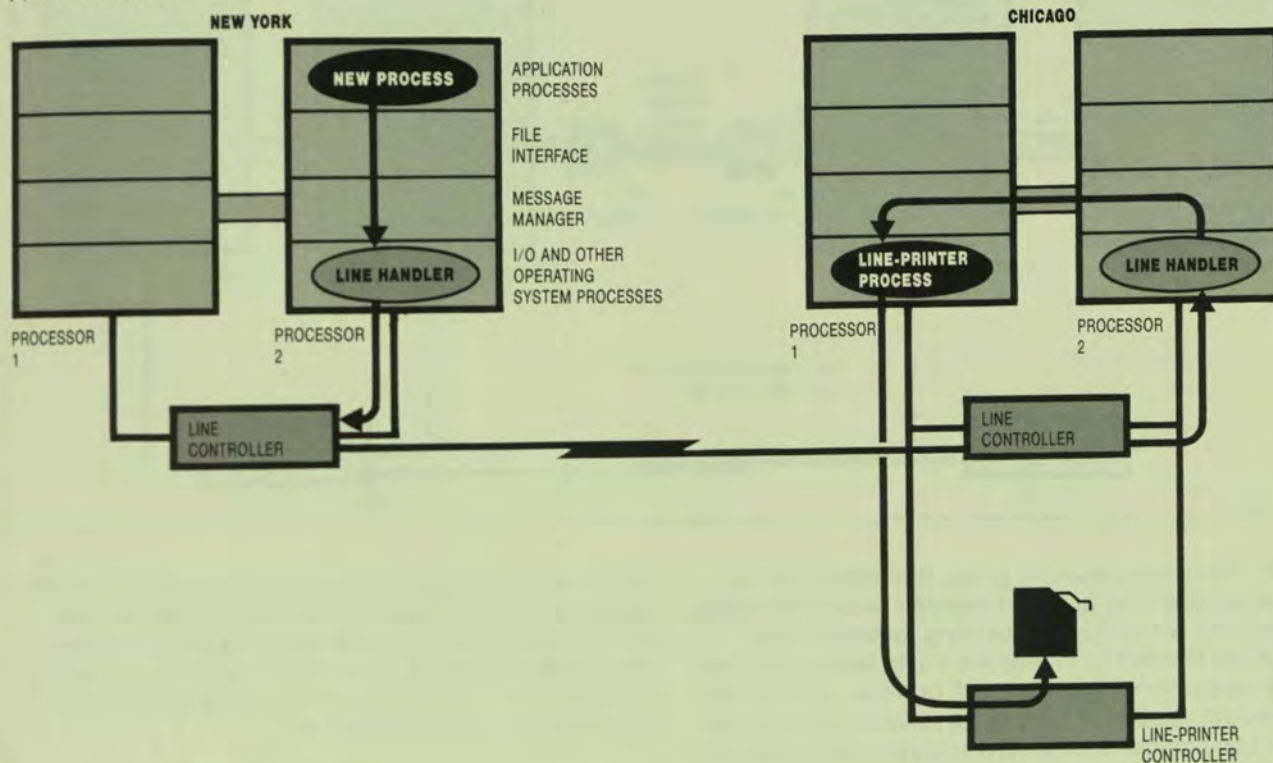 NEW YORK
CHICAGO
NEW PROCESS
APPLICATION
PROCESSES
FILE
INTERFACE
MESSAGE
MANAGER
LINE HANDLER
I/O AND OTHER
OPERATING
SYSTEM PROCESSES
PROCESSOR
1
PROCESSOR
2
LINE
CONTROLLER
LINE-PRINTER
PROCESS
LINE HANDLER
PROCESSOR
1
PROCESSOR
2
LINE
CONTROLLER
LINE-PRINTER
CONTROLLER